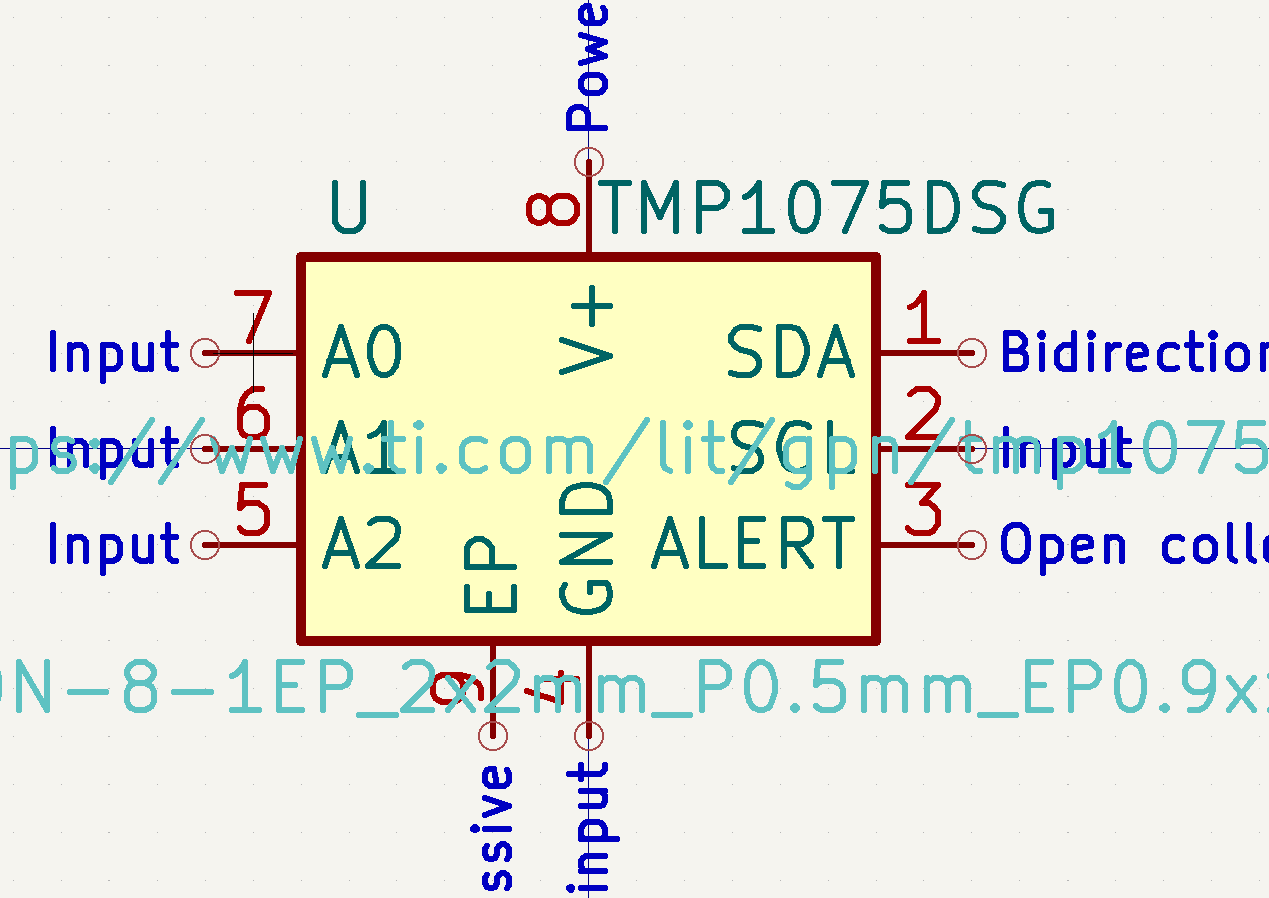 Powe
U
8
TMP1075DSG
V+
7
Input
A0
SDA
1
Bidirection
6
Input
A1
SCL
2
Input
ps://www.ti.com/lit/gpn/tmp1075
5
Input
A2
EP
GND
ALERT
3
Open colle
9
4
ON-8-1EP_2x2mm_P0.5mm_EP0.9x
ssive
input